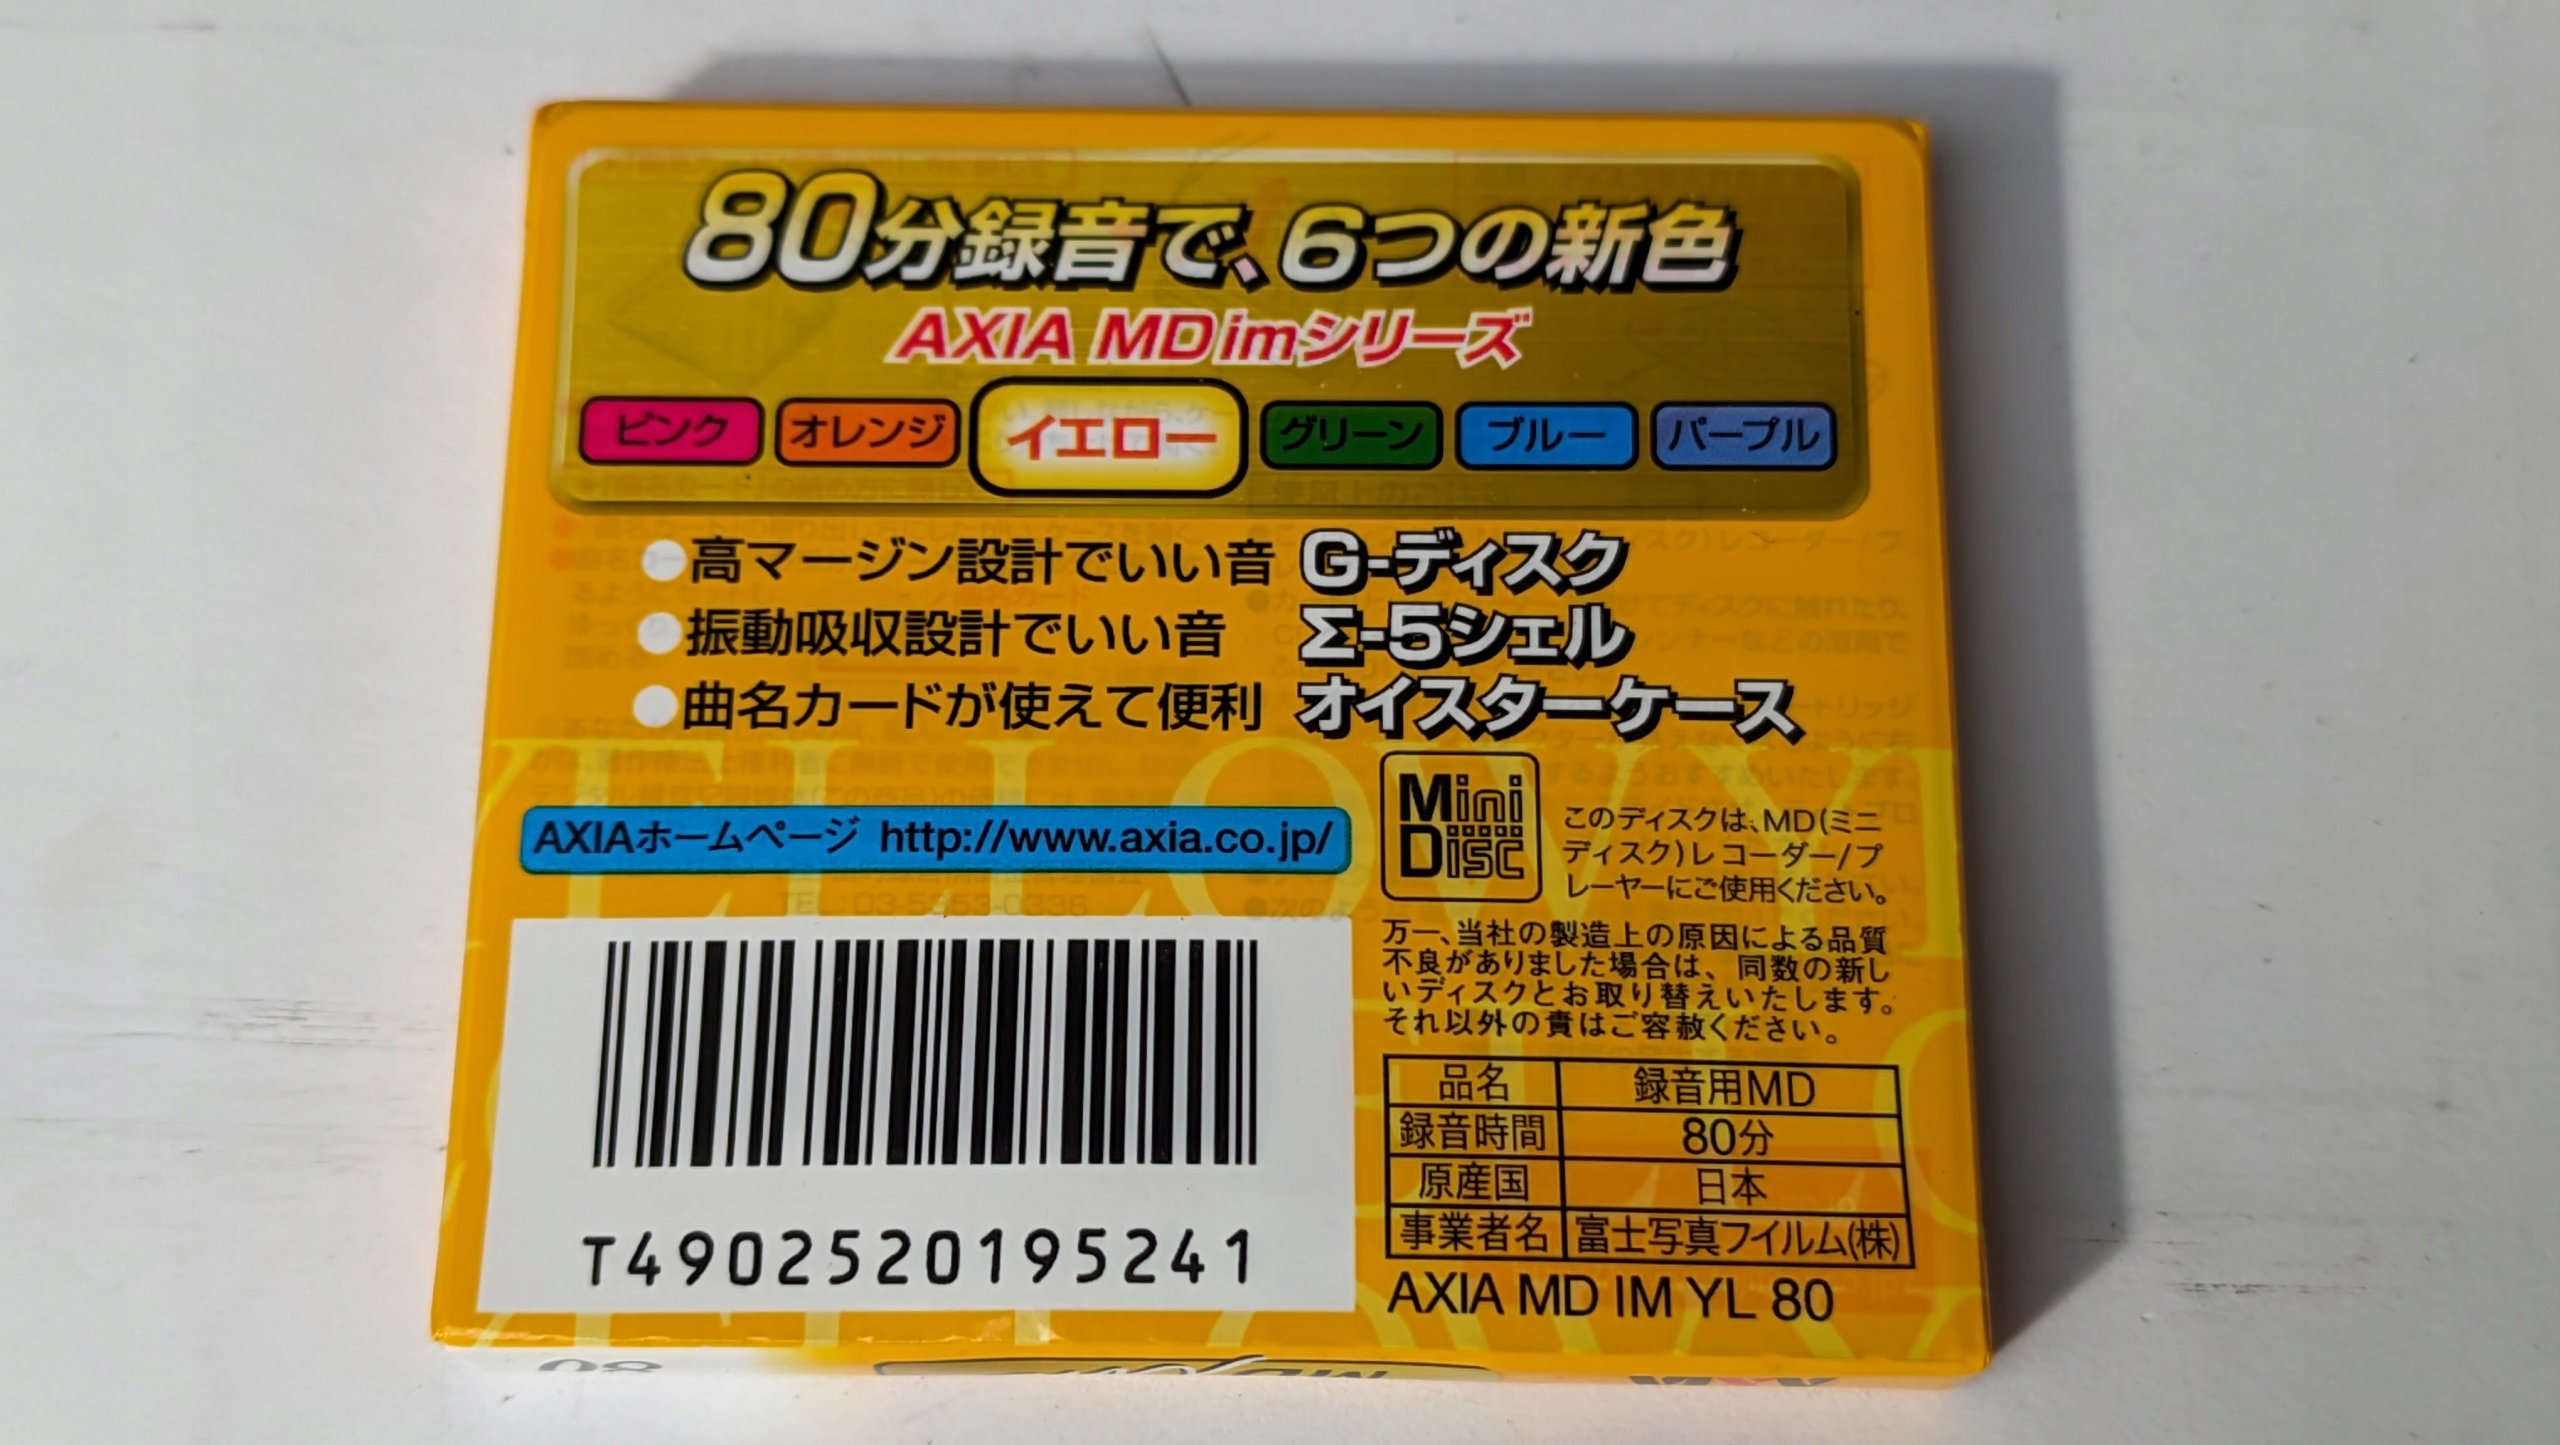 80分録音で、6つの新色
AXIA MD imシリーズ
ピンク オレンジ イエロー グリーン ブルー パープル
●高マージン設計でいい音 G-ディスク
●振動吸収設計でいい音 Σ-5シェル
●曲名カードが使えて便利 オイスターケース
AXIAホームページ http://www.axia.co.jp/
Mini
Disc
このディスクは、MD(ミニ
ディスク)レコーダー/プ
レーヤーにご使用ください。
万一、当社の製造上の原因による品質
不良がありました場合は、同数の新し
いディスクとお取り替えいたします。
それ以外の責はご容赦ください。
T4902520195241
品名 録音用MD
録音時間 80分
原産国 日本
事業者名 富士写真フイルム(株)
AXIA MD IM YL 80
YELLOW
80